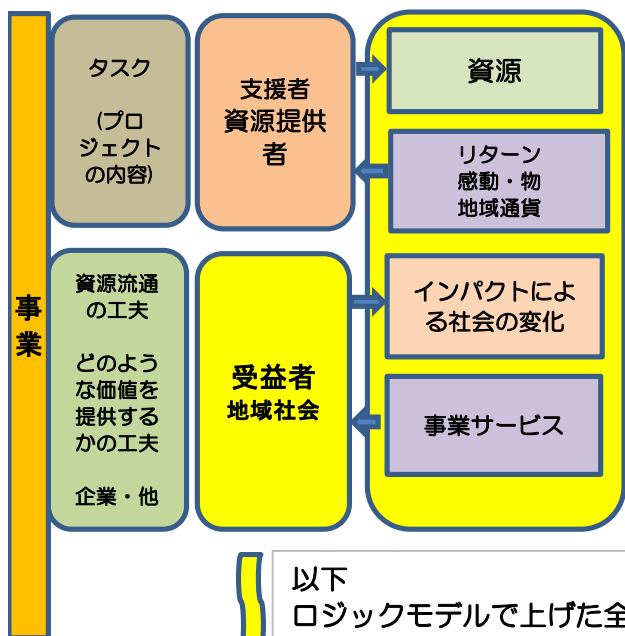 事
業
タスク
(プロ
ジェクト
の内容)
支援者
資源提供
者
資源
リターン
感動・物
地域通貨
資源流通
の工夫
どのよう
な価値を
提供する
かの工夫
企業・他
受益者
地域社会
インパクトによ
る社会の変化
事業サービス
以下
ロジックモデルで上げた全